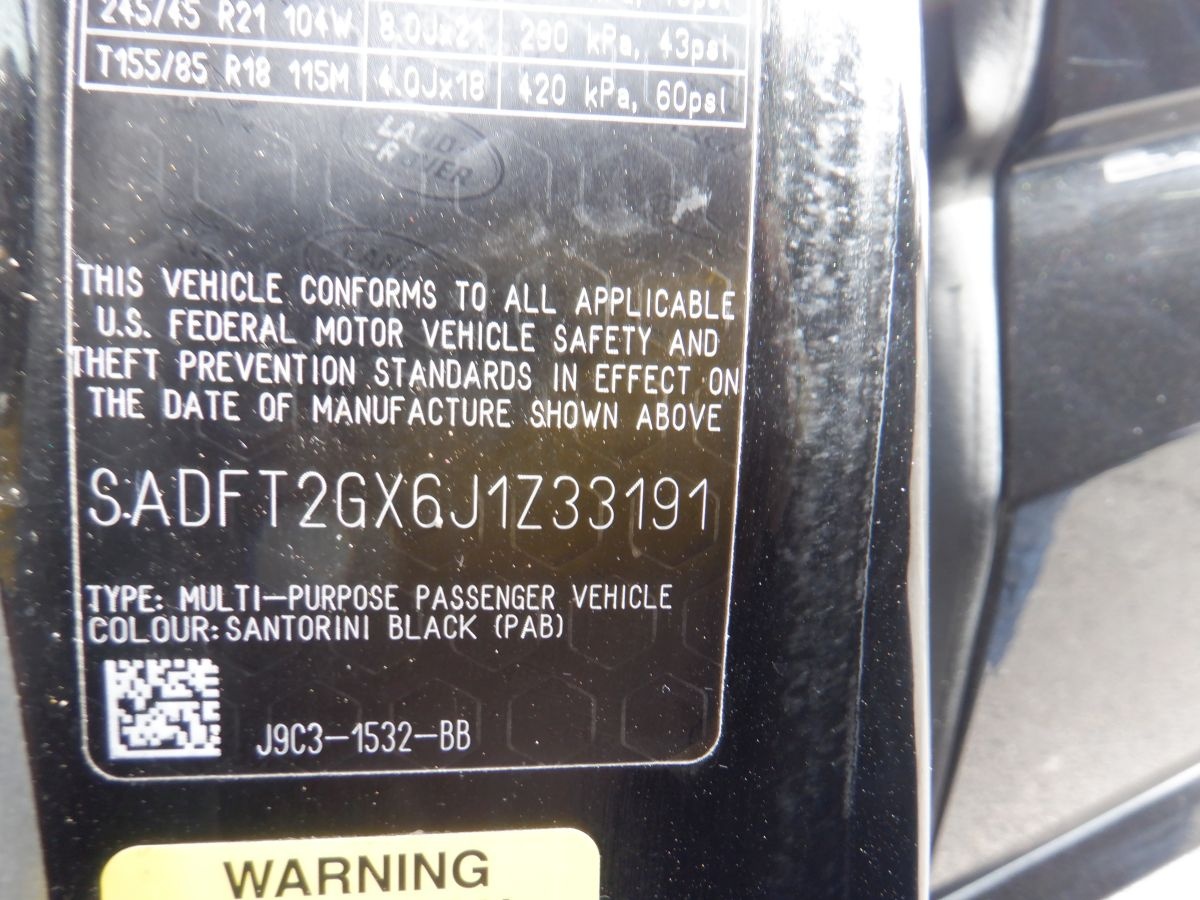 245/45 R21 104W 8.0Jx21 290 kPa, 43psi
T155/85 R18 115M 4.0Jx18 420 kPa, 60psi
LAND
ROVER
THIS VEHICLE CONFORMS TO ALL APPLICABLE
U.S. FEDERAL MOTOR VEHICLE SAFETY AND
THEFT PREVENTION STANDARDS IN EFFECT ON
THE DATE OF MANUFACTURE SHOWN ABOVE
SADFT2GX6J1Z33191
TYPE: MULTI-PURPOSE PASSENGER VEHICLE
COLOUR:SANTORINI BLACK (PAB)
J9C3-1532-BB
WARNING